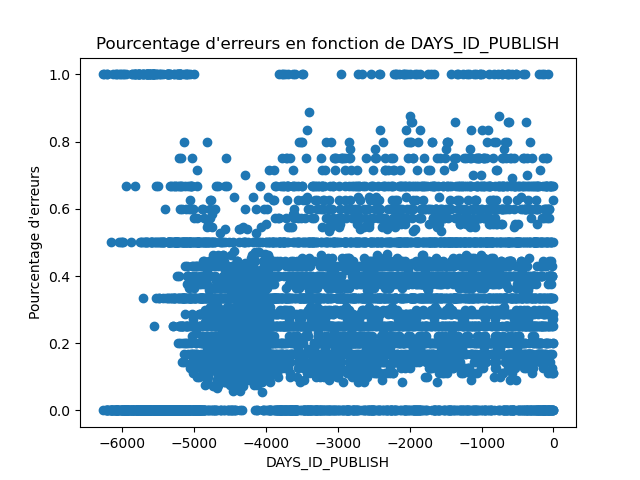 Pourcentage d'erreurs en fonction de DAYS_ID_PUBLISH
1.0
0.8
0.6
0.4
0.2
0.0
Pourcentage d'erreurs
−6000 −5000 −4000 −3000 −2000 −1000 0
DAYS_ID_PUBLISH